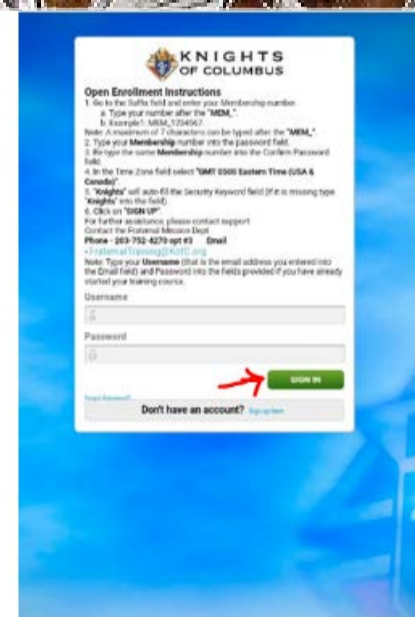 KNIGHTS
OF COLUMBUS
Open Enrollment Instructions
1. Go to the Suffix field and enter your Membership number.
a. Type your number after the "MEM_".
b. Example1: MEM_1234567.
Note: A maximum of 7 characters can be typed after the "MEM_".
2. Type your Membership number into the password field.
3. Re-type the same Membership number into the Confirm Password
field.
4. In the Time Zone field select "GMT 0500 Eastern Time (USA &
Canada)".
5. "Knights" will auto-fill the Security Keyword field (If it is missing type
"Knights" into the field).
6. Click on "SIGN UP".
For further assistance, please contact support
Contact the Fraternal Mission Dept
Phone - 203-752-4270 opt #3 Email
- FraternalTraining@KofC.org
Note: Type your Username (that is the email address you entered into
the Email field) and Password into the fields provided if you have already
started your training course.
Username
Password
SIGN IN
Forgot Password?
Don't have an account? Sign up here